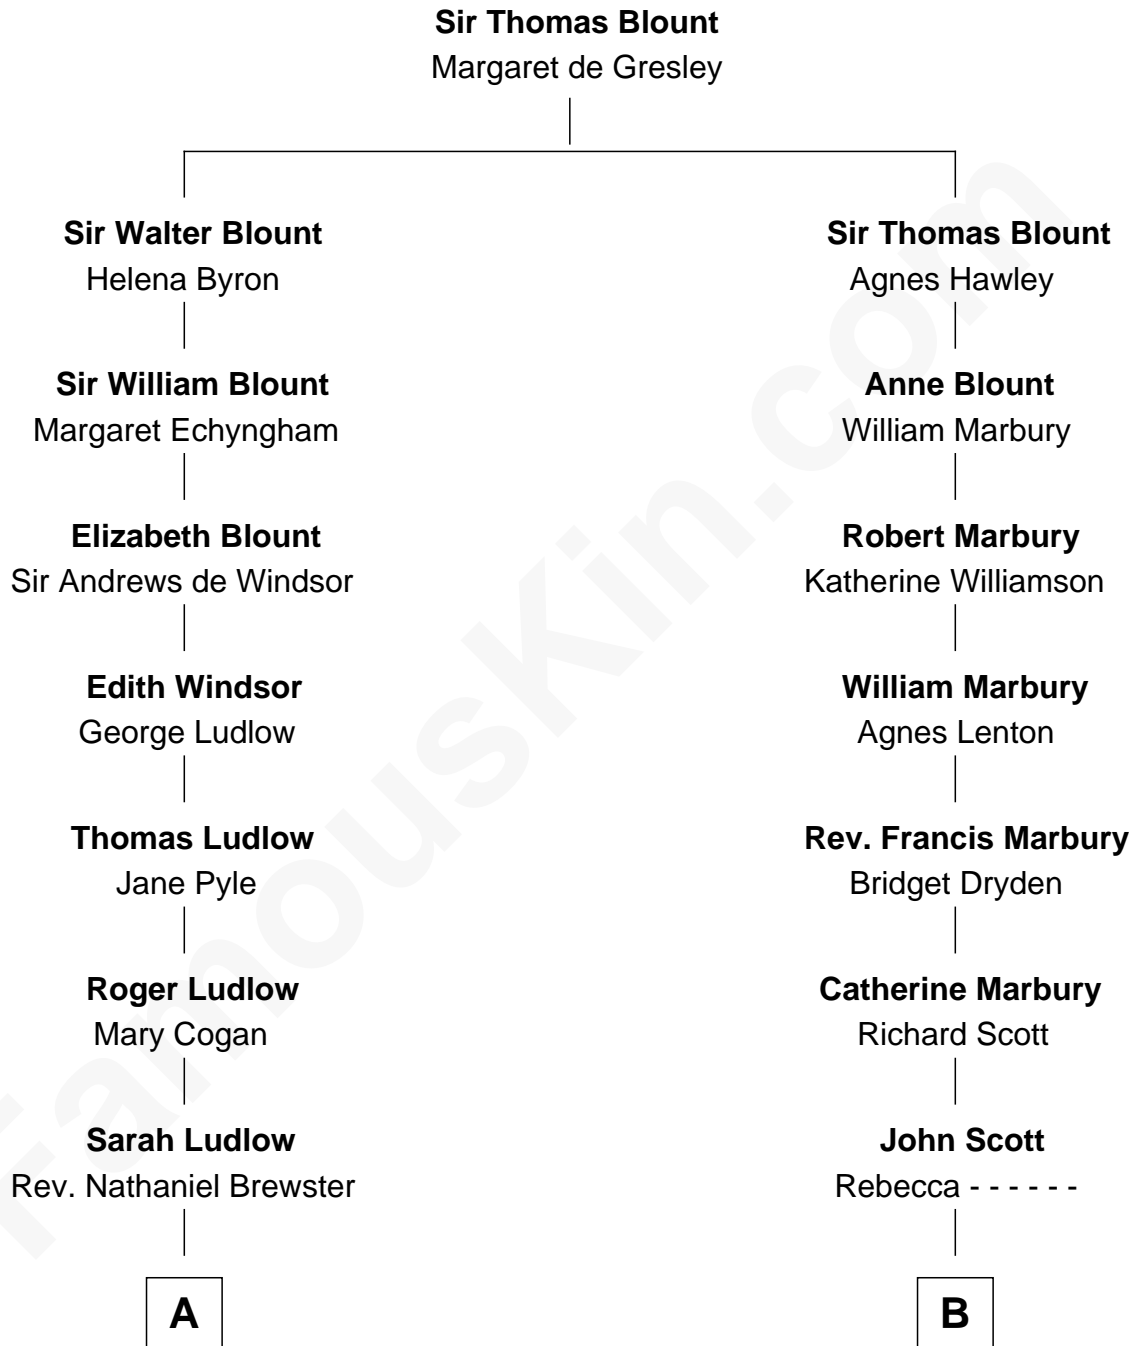 Sir Thomas Blount
Margaret de Gresley
Sir Walter Blount
Helena Byron
Sir William Blount
Margaret Echyngham
Elizabeth Blount
Sir Andrews de Windsor
Edith Windsor
George Ludlow
Thomas Ludlow
Jane Pyle
Roger Ludlow
Mary Cogan
Sarah Ludlow
Rev. Nathaniel Brewster
A
Sir Thomas Blount
Agnes Hawley
Anne Blount
William Marbury
Robert Marbury
Katherine Williamson
William Marbury
Agnes Lenton
Rev. Francis Marbury
Bridget Dryden
Catherine Marbury
Richard Scott
John Scott
Rebecca - - - - - -
B
FamousKin.com